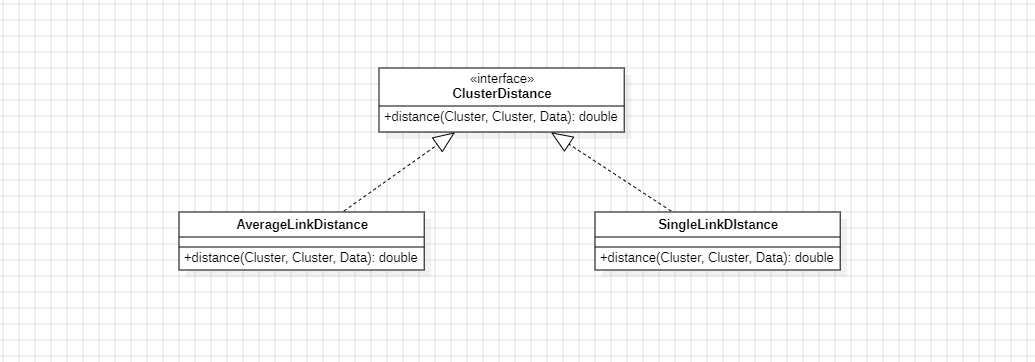 «interface»
ClusterDistance
+distance(Cluster, Cluster, Data): double
AverageLinkDistance
+distance(Cluster, Cluster, Data): double
SingleLinkDIstance
+distance(Cluster, Cluster, Data): double